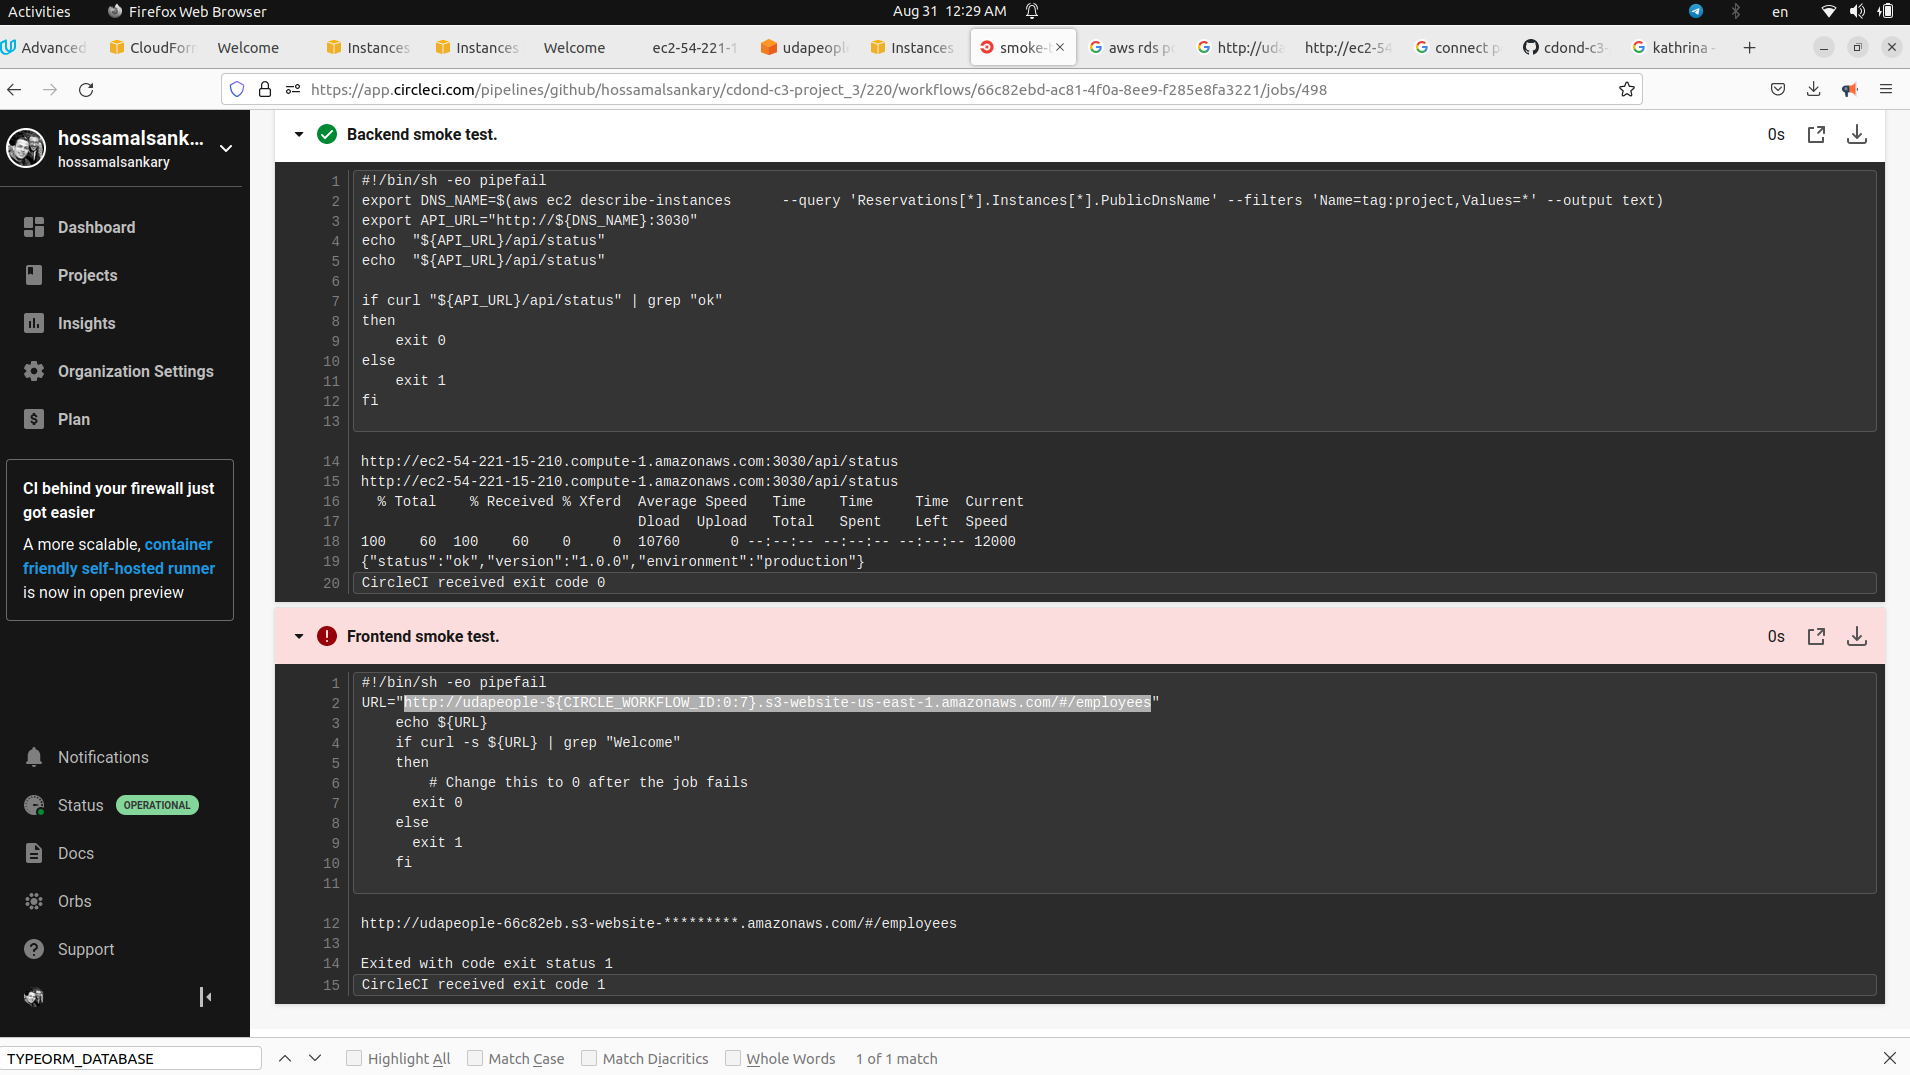 Activities
Firefox Web Browser
Aug 31 12:29 AM
en
Advanced
CloudForm
Welcome
Instances
Instances
Welcome
ec2-54-221-1
udapeople
Instances
smoke-t
aws rds po
http://uda
http://ec2-54
connect p
cdond-c3-
kathrina -
https://app.circleci.com/pipelines/github/hossamalsankary/cdond-c3-project_3/220/workflows/66c82ebd-ac81-4f0a-8ee9-f285e8fa3221/jobs/498
hossamalsank...
hossamalsankary
Dashboard
Projects
Insights
Organization Settings
Plan
CI behind your firewall just
got easier
A more scalable, container
friendly self-hosted runner
is now in open preview
Notifications
Status OPERATIONAL
Docs
Orbs
Support
Backend smoke test.
0s
1 #!/bin/sh -eo pipefail
2 export DNS_NAME=$(aws ec2 describe-instances      --query 'Reservations[*].Instances[*].PublicDnsName' --filters 'Name=tag:project,Values=*' --output text)
3 export API_URL="http://${DNS_NAME}:3030"
4 echo  "${API_URL}/api/status"
5 echo  "${API_URL}/api/status"
6
7 if curl "${API_URL}/api/status" | grep "ok"
8 then
9     exit 0
10 else
11     exit 1
12 fi
13
14 http://ec2-54-221-15-210.compute-1.amazonaws.com:3030/api/status
15 http://ec2-54-221-15-210.compute-1.amazonaws.com:3030/api/status
16   % Total    % Received % Xferd  Average Speed   Time    Time     Time  Current
17                                  Dload  Upload   Total   Spent    Left  Speed
18 100    60  100    60    0     0  10760      0 --:--:-- --:--:-- --:--:-- 12000
19 {"status":"ok","version":"1.0.0","environment":"production"}
20 CircleCI received exit code 0
Frontend smoke test.
0s
1 #!/bin/sh -eo pipefail
2 URL="http://udapeople-${CIRCLE_WORKFLOW_ID:0:7}.s3-website-us-east-1.amazonaws.com/#/employees"
3     echo ${URL}
4     if curl -s ${URL} | grep "Welcome"
5     then
6         # Change this to 0 after the job fails
7       exit 0
8     else
9       exit 1
10     fi
11
12 http://udapeople-66c82eb.s3-website-*********.amazonaws.com/#/employees
13
14 Exited with code exit status 1
15 CircleCI received exit code 1
TYPEORM_DATABASE
Highlight All
Match Case
Match Diacritics
Whole Words
1 of 1 match